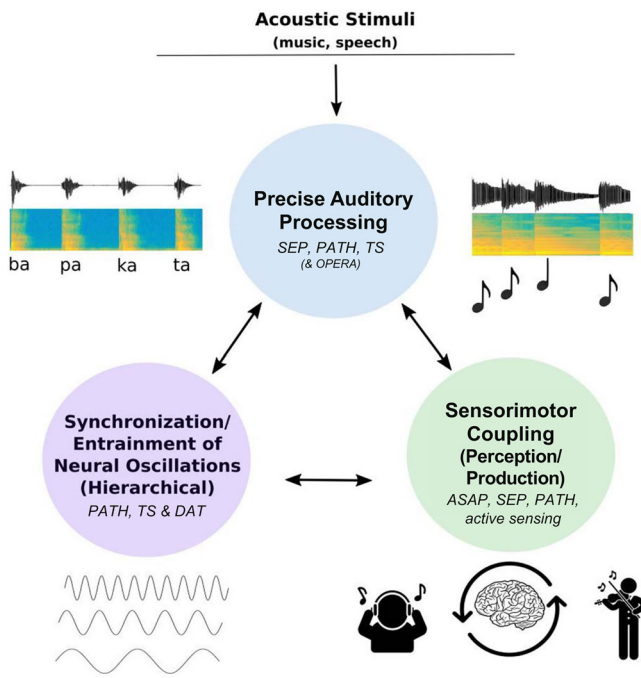 Acoustic Stimuli
(music, speech)
Precise Auditory
Processing
SEP, PATH, TS
(& OPERA)
ba pa ka ta
Synchronization/
Entrainment of
Neural Oscillations
(Hierarchical)
PATH, TS & DAT
Sensorimotor
Coupling
(Perception/
Production)
ASAP, SEP, PATH,
active sensing